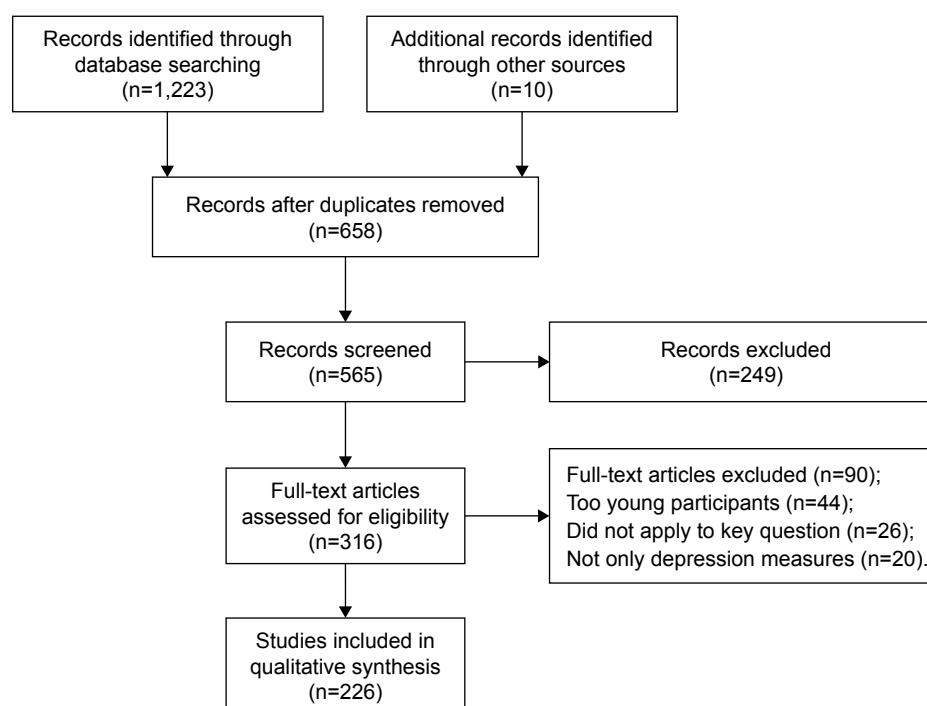 Records identified through
database searching
(n=1,223)
Additional records identified
through other sources
(n=10)
Records after duplicates removed
(n=658)
Records screened
(n=565)
Records excluded
(n=249)
Full-text articles
assessed for eligibility
(n=316)
Full-text articles excluded (n=90);
Too young participants (n=44);
Did not apply to key question (n=26);
Not only depression measures (n=20).
Studies included in
qualitative synthesis
(n=226)